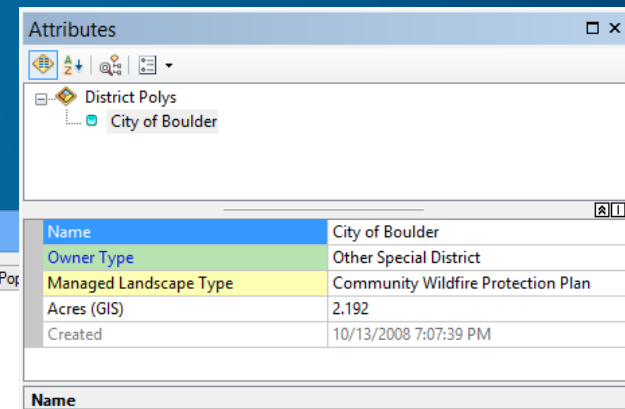 Attributes
District Polys
City of Boulder
Name City of Boulder
Owner Type Other Special District
Managed Landscape Type Community Wildfire Protection Plan
Acres (GIS) 2.192
Created 10/13/2008 7:07:39 PM
Name